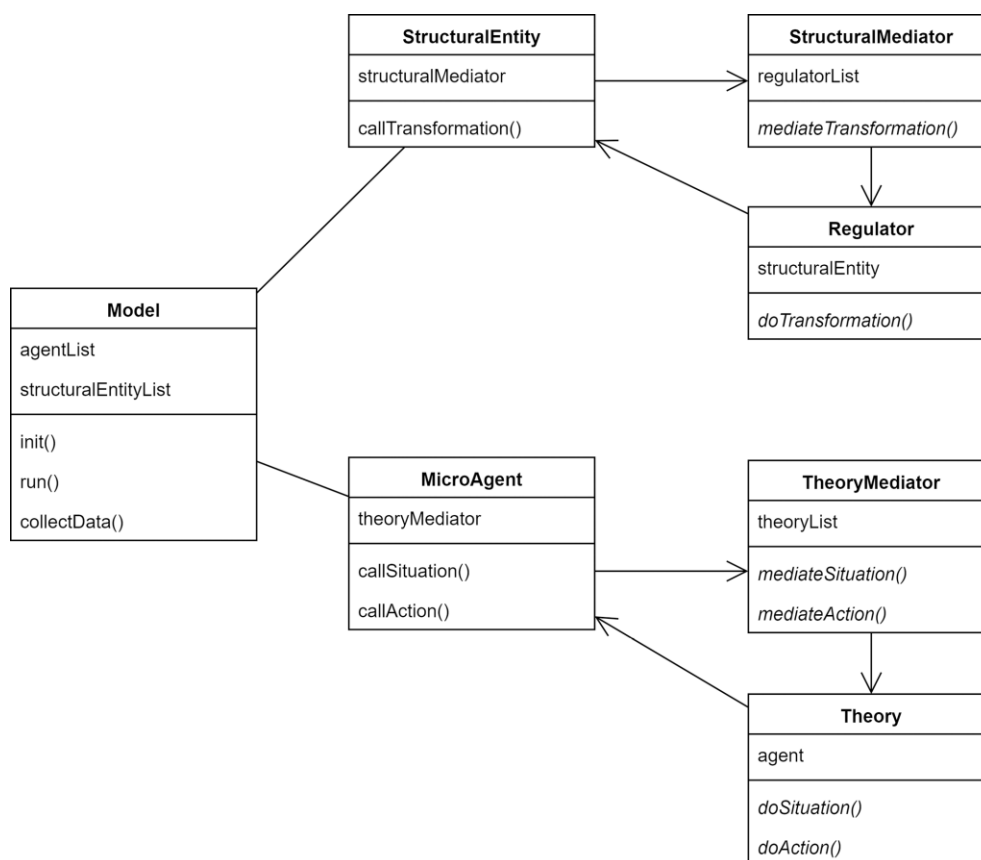 StructuralEntity
structuralMediator
callTransformation()
StructuralMediator
regulatorList
mediateTransformation()
Regulator
structuralEntity
doTransformation()
Model
agentList
structuralEntityList
init()
run()
collectData()
MicroAgent
theoryMediator
callSituation()
callAction()
TheoryMediator
theoryList
mediateSituation()
mediateAction()
Theory
agent
doSituation()
doAction()